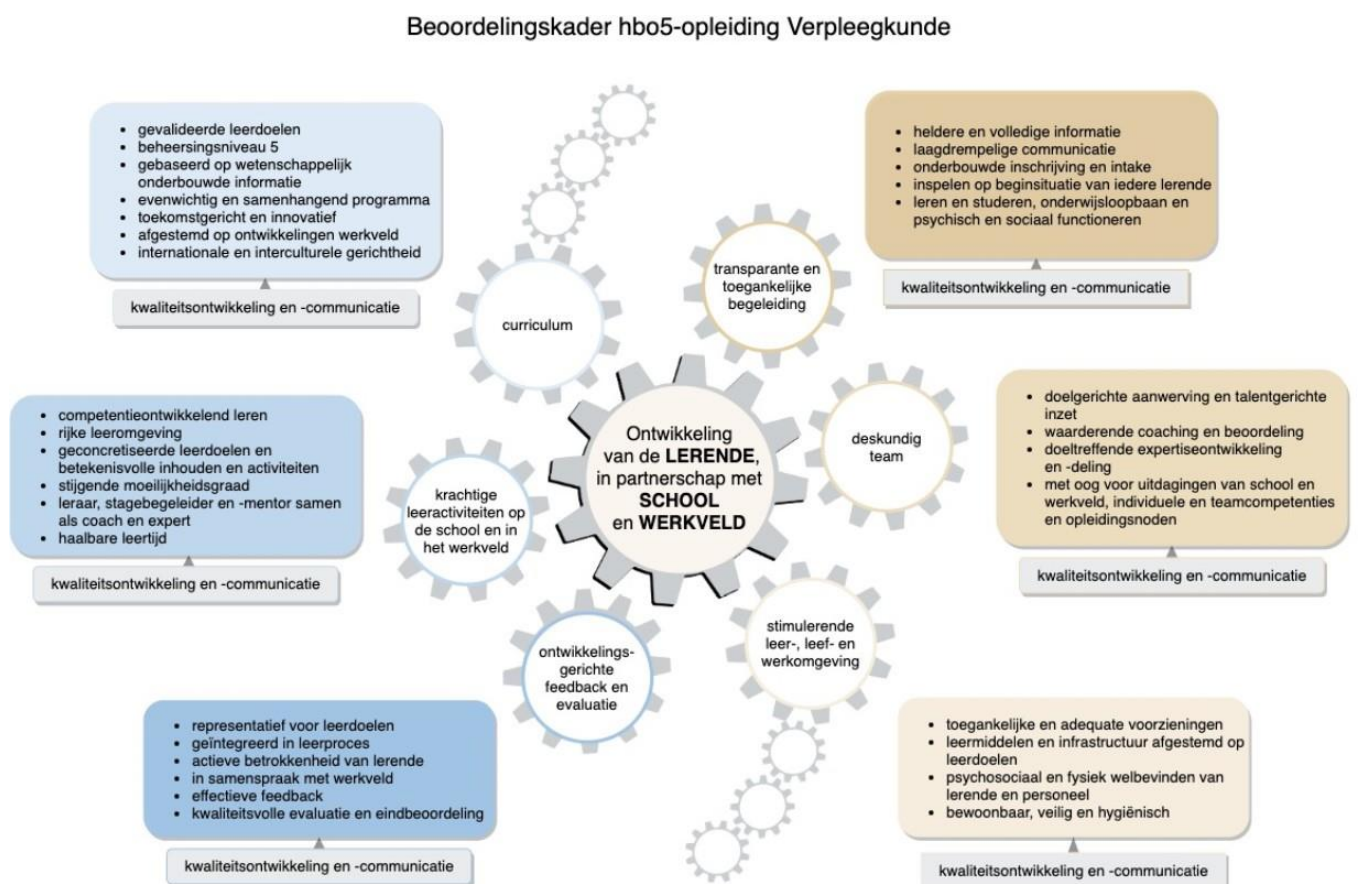 Beoordelingskader hbo5-opleiding Verpleegkunde
• gevalideerde leerdoelen
• beheersingsniveau 5
• gebaseerd op wetenschappelijk
onderbouwde informatie
• evenwichtig en samenhangend programma
• toekomstgericht en innovatief
• afgestemd op ontwikkelingen werkveld
• internationale en interculturele gerichtheid
kwaliteitsontwikkeling en -communicatie
• heldere en volledige informatie
• laagdrempelige communicatie
• onderbouwde inschrijving en intake
• inspelen op beginsituatie van iedere lerende
• leren en studeren, onderwijsloopbaan en
psychisch en sociaal functioneren
kwaliteitsontwikkeling en -communicatie
curriculum
transparante en
toegankelijke
begeleiding
• competentieontwikkelend leren
• rijke leeromgeving
• geconcretiseerde leerdoelen en
betekenisvolle inhouden en activiteiten
• stijgende moeilijkheidsgraad
• leraar, stagebegeleider en -mentor samen
als coach en expert
• haalbare leertijd
kwaliteitsontwikkeling en -communicatie
krachtige
leeractiviteiten op
de school en in
het werkveld
Ontwikkeling
van de LERENDE,
in partnerschap met
SCHOOL
en WERKVELD
deskundig
team
• doelgerichte aanwerving en talentgerichte
inzet
• waarderende coaching en beoordeling
• doeltreffende expertiseontwikkeling
en -deling
• met oog voor uitdagingen van school en
werkveld, individuele en teamcompetenties
en opleidingsnoden
kwaliteitsontwikkeling en -communicatie
ontwikkelings-
gerichte
feedback en
evaluatie
stimulerende
leer-, leef- en
werkomgeving
• representatief voor leerdoelen
• geïntegreerd in leerproces
• actieve betrokkenheid van lerende
• in samenspraak met werkveld
• effectieve feedback
• kwaliteitsvolle evaluatie en eindbeoordeling
kwaliteitsontwikkeling en -communicatie
• toegankelijke en adequate voorzieningen
• leermiddelen en infrastructuur afgestemd op
leerdoelen
• psychosociaal en fysiek welbevinden van
lerende en personeel
• bewoonbaar, veilig en hygiënisch
kwaliteitsontwikkeling en -communicatie